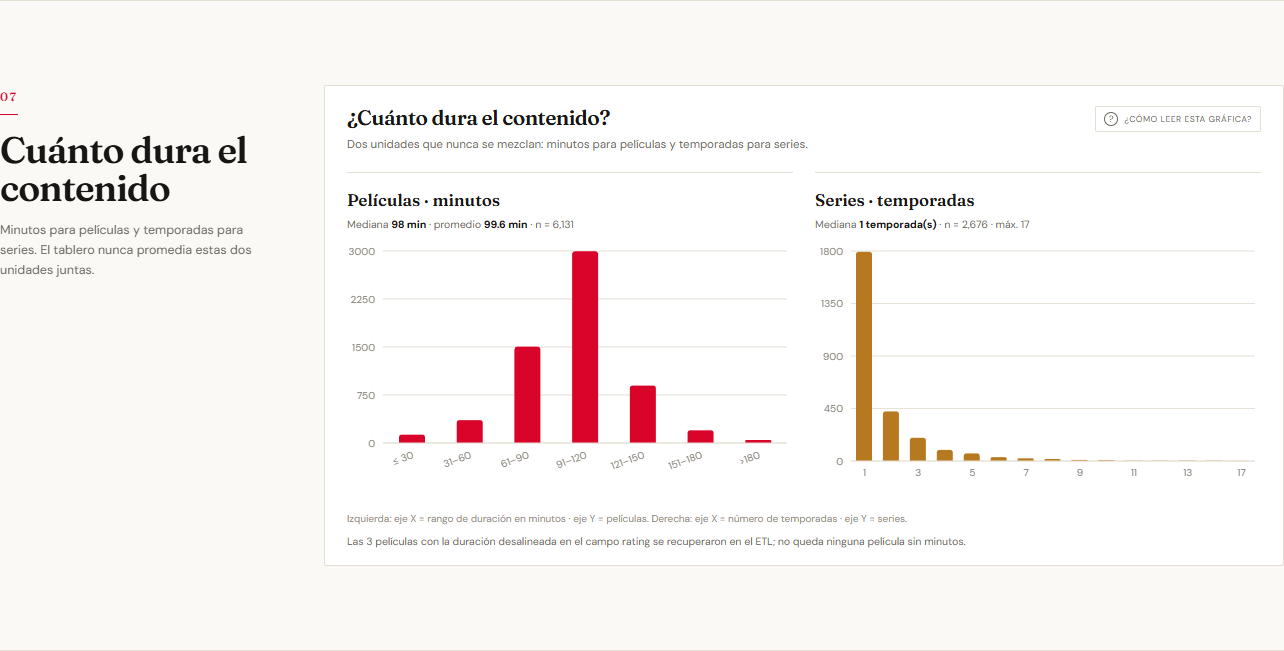 07
Cuánto dura el
contenido
Minutos para películas y temporadas para
series. El tablero nunca promedia estas dos
unidades juntas.
¿Cuánto dura el contenido?
? ¿CÓMO LEER ESTA GRÁFICA?
Dos unidades que nunca se mezclan: minutos para películas y temporadas para series.
Películas · minutos
Mediana 98 min · promedio 99.6 min · n = 6,131
3000
2250
1500
750
0
≤ 30
31–60
61–90
91–120
121–150
151–180
>180
Series · temporadas
Mediana 1 temporada(s) · n = 2,676 · máx. 17
1800
1350
900
450
0
1
3
5
7
9
11
13
17
Izquierda: eje X = rango de duración en minutos · eje Y = películas. Derecha: eje X = número de temporadas · eje Y = series.
Las 3 películas con la duración desalineada en el campo rating se recuperaron en el ETL; no queda ninguna película sin minutos.